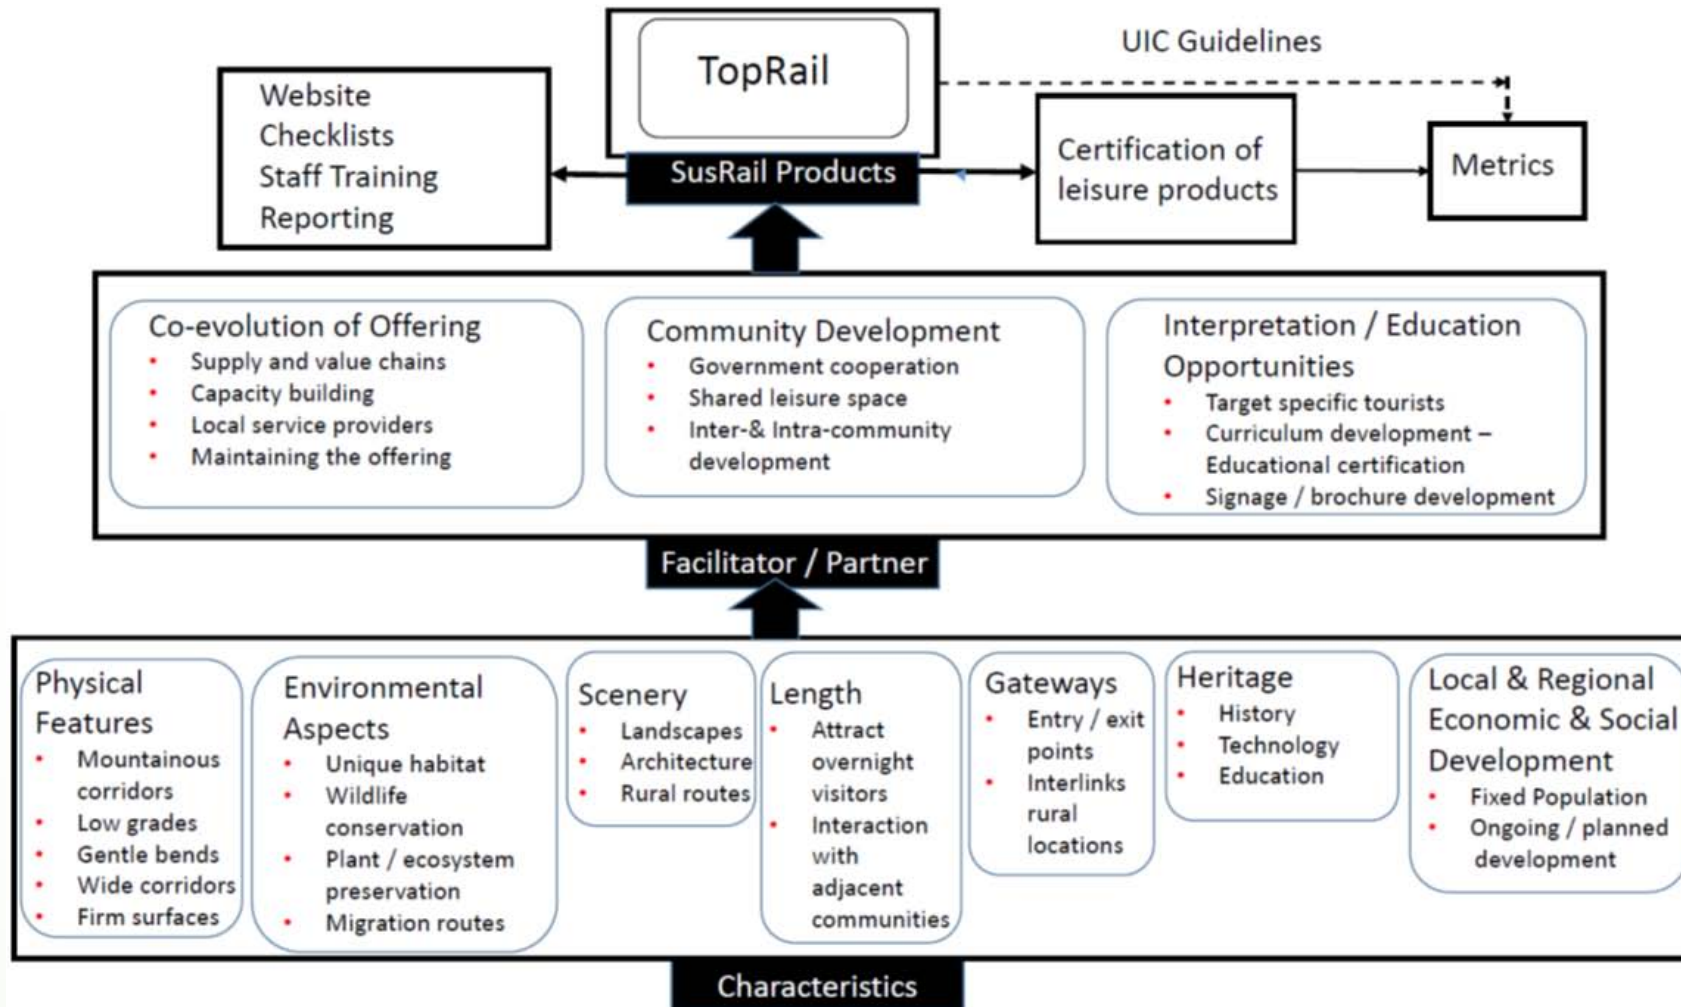 TopRail
UIC Guidelines
Website
Checklists
Staff Training
Reporting
SusRail Products
Certification of
leisure products
Metrics
Co-evolution of Offering
• Supply and value chains
• Capacity building
• Local service providers
• Maintaining the offering
Community Development
• Government cooperation
• Shared leisure space
• Inter-& Intra-community
development
Interpretation / Education
Opportunities
• Target specific tourists
• Curriculum development –
Educational certification
• Signage / brochure development
Facilitator / Partner
Physical
Features
• Mountainous
corridors
• Low grades
• Gentle bends
• Wide corridors
• Firm surfaces
Environmental
Aspects
• Unique habitat
• Wildlife
conservation
• Plant / ecosystem
preservation
• Migration routes
Scenery
• Landscapes
• Architecture
• Rural routes
Length
• Attract
overnight
visitors
• Interaction
with
adjacent
communities
Gateways
• Entry / exit
points
• Interlinks
rural
locations
Heritage
• History
• Technology
• Education
Local & Regional
Economic & Social
Development
• Fixed Population
• Ongoing / planned
development
Characteristics